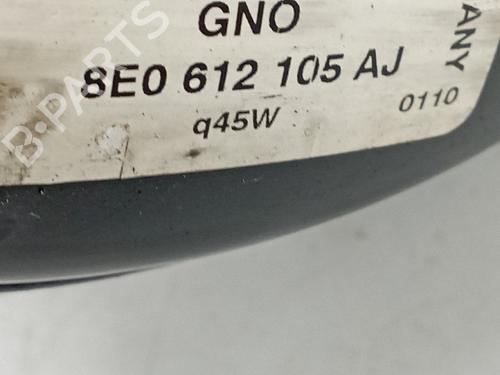 GNO
8E0 612 105 AJ
q45W
0110
ANY
B-PARTS